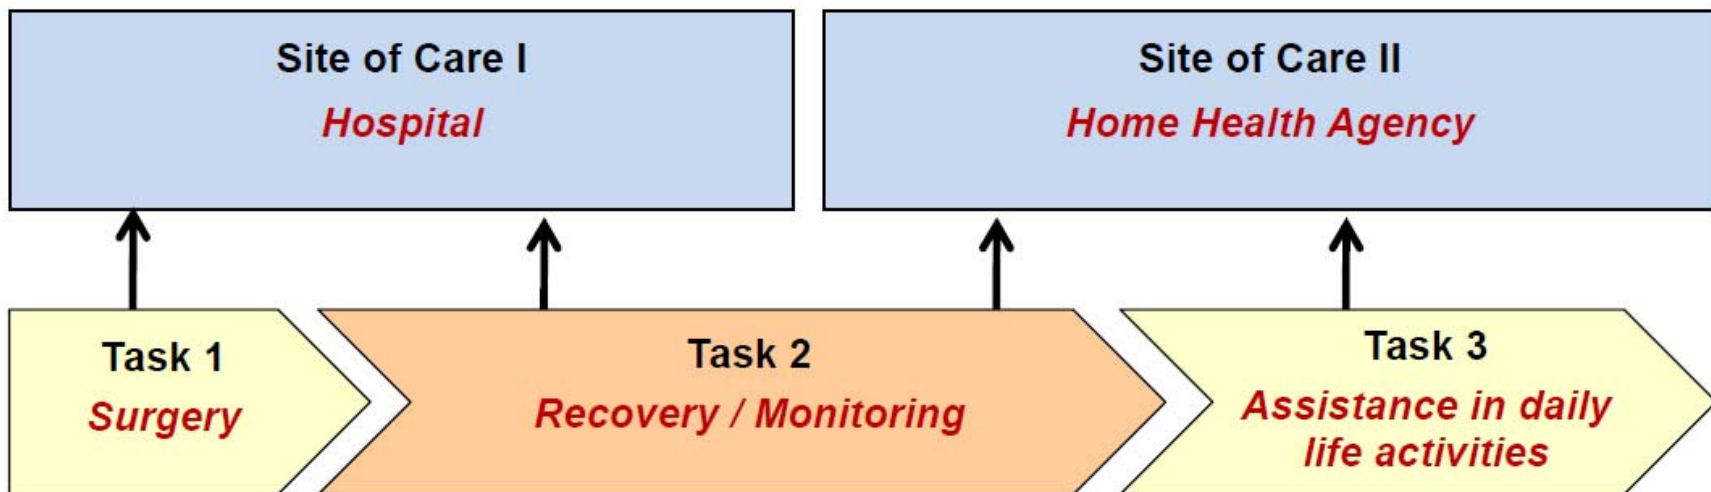 Site of Care I
Hospital
Site of Care II
Home Health Agency
Task 1
Surgery
Task 2
Recovery / Monitoring
Task 3
Assistance in daily
life activities